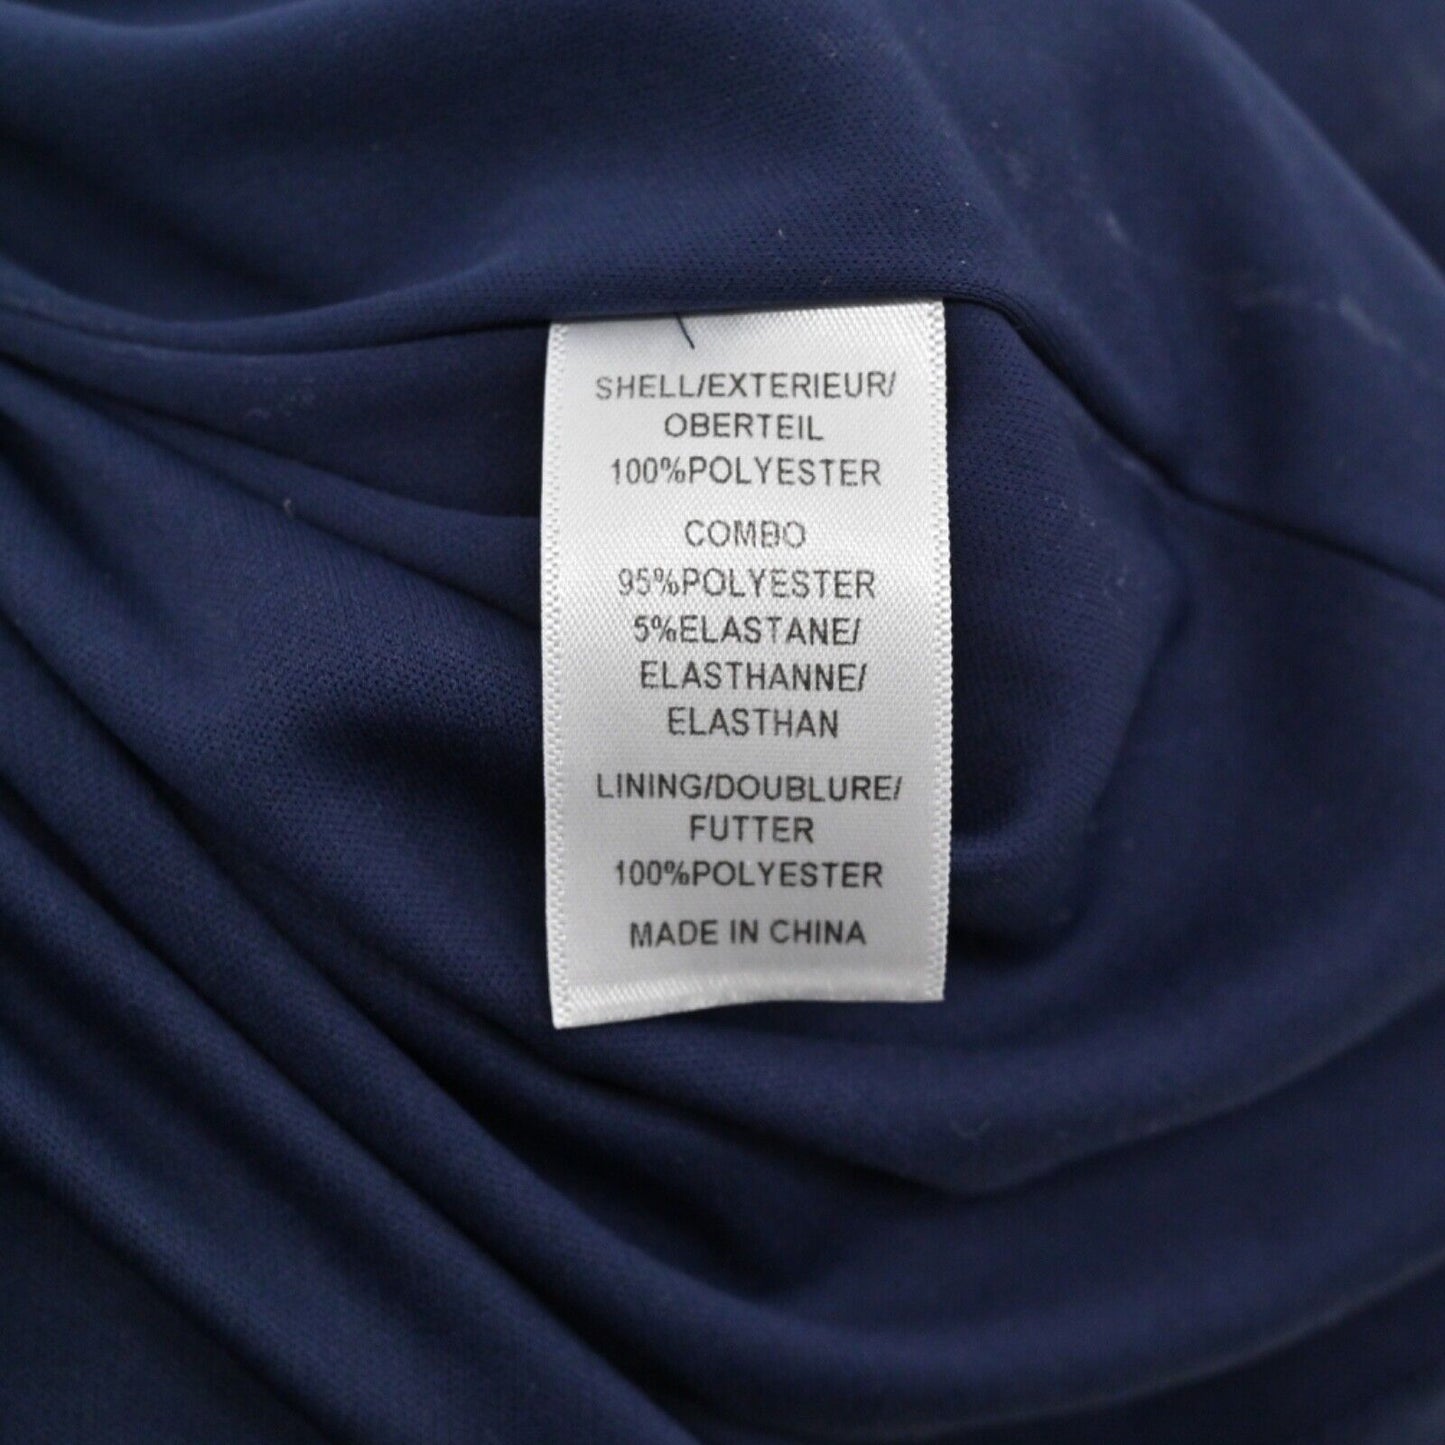 SHELL/EXTERIEUR/
OBERTEIL
100%POLYESTER
COMBO
95%POLYESTER
5%ELASTANE/
ELASTHANNE/
ELASTHAN
LINING/DOUBLURE/
FUTTER
100%POLYESTER
MADE IN CHINA